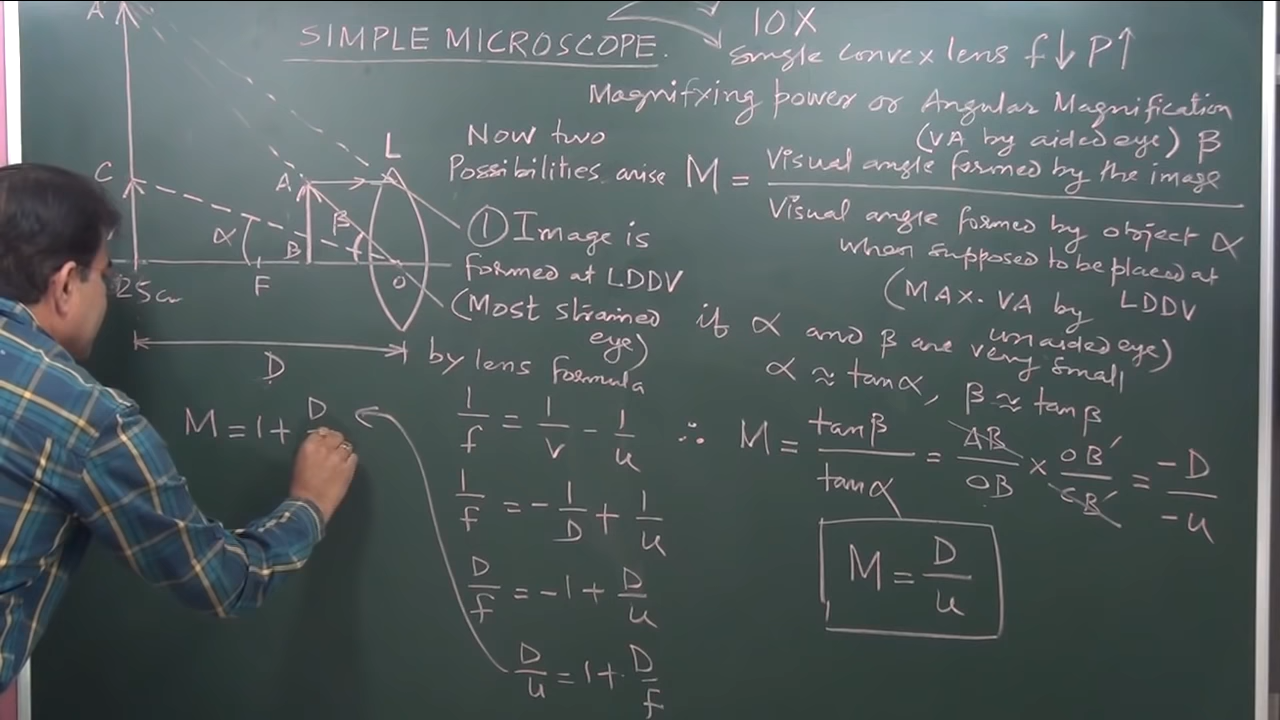 SIMPLE MICROSCOPE.
10X
Single convex lens f↓ P↑
Magnifying power or Angular Magnification
(VA by aided eye) β
M = Visual angle formed by the image
Visual angle formed by object α
when supposed to be placed at
LDDV
(MAX. VA by
unaided eye)
if α and β are very small
α ≈ tanα, β ≈ tanβ
∴ M = tanβ / tanα = AB / OB × OB′ / CB′ = -D / -u
M = D / u
Now two
Possibilities arise
① Image is
formed at LDDV
(Most strained
eye)
by lens formula
1/f = 1/v - 1/u
1/f = -1/D + 1/u
D/f = -1 + D/u
D/u = 1 + D/f
A'
C
A
L
α
β
B
F
O
25cm
D
M = 1 + D